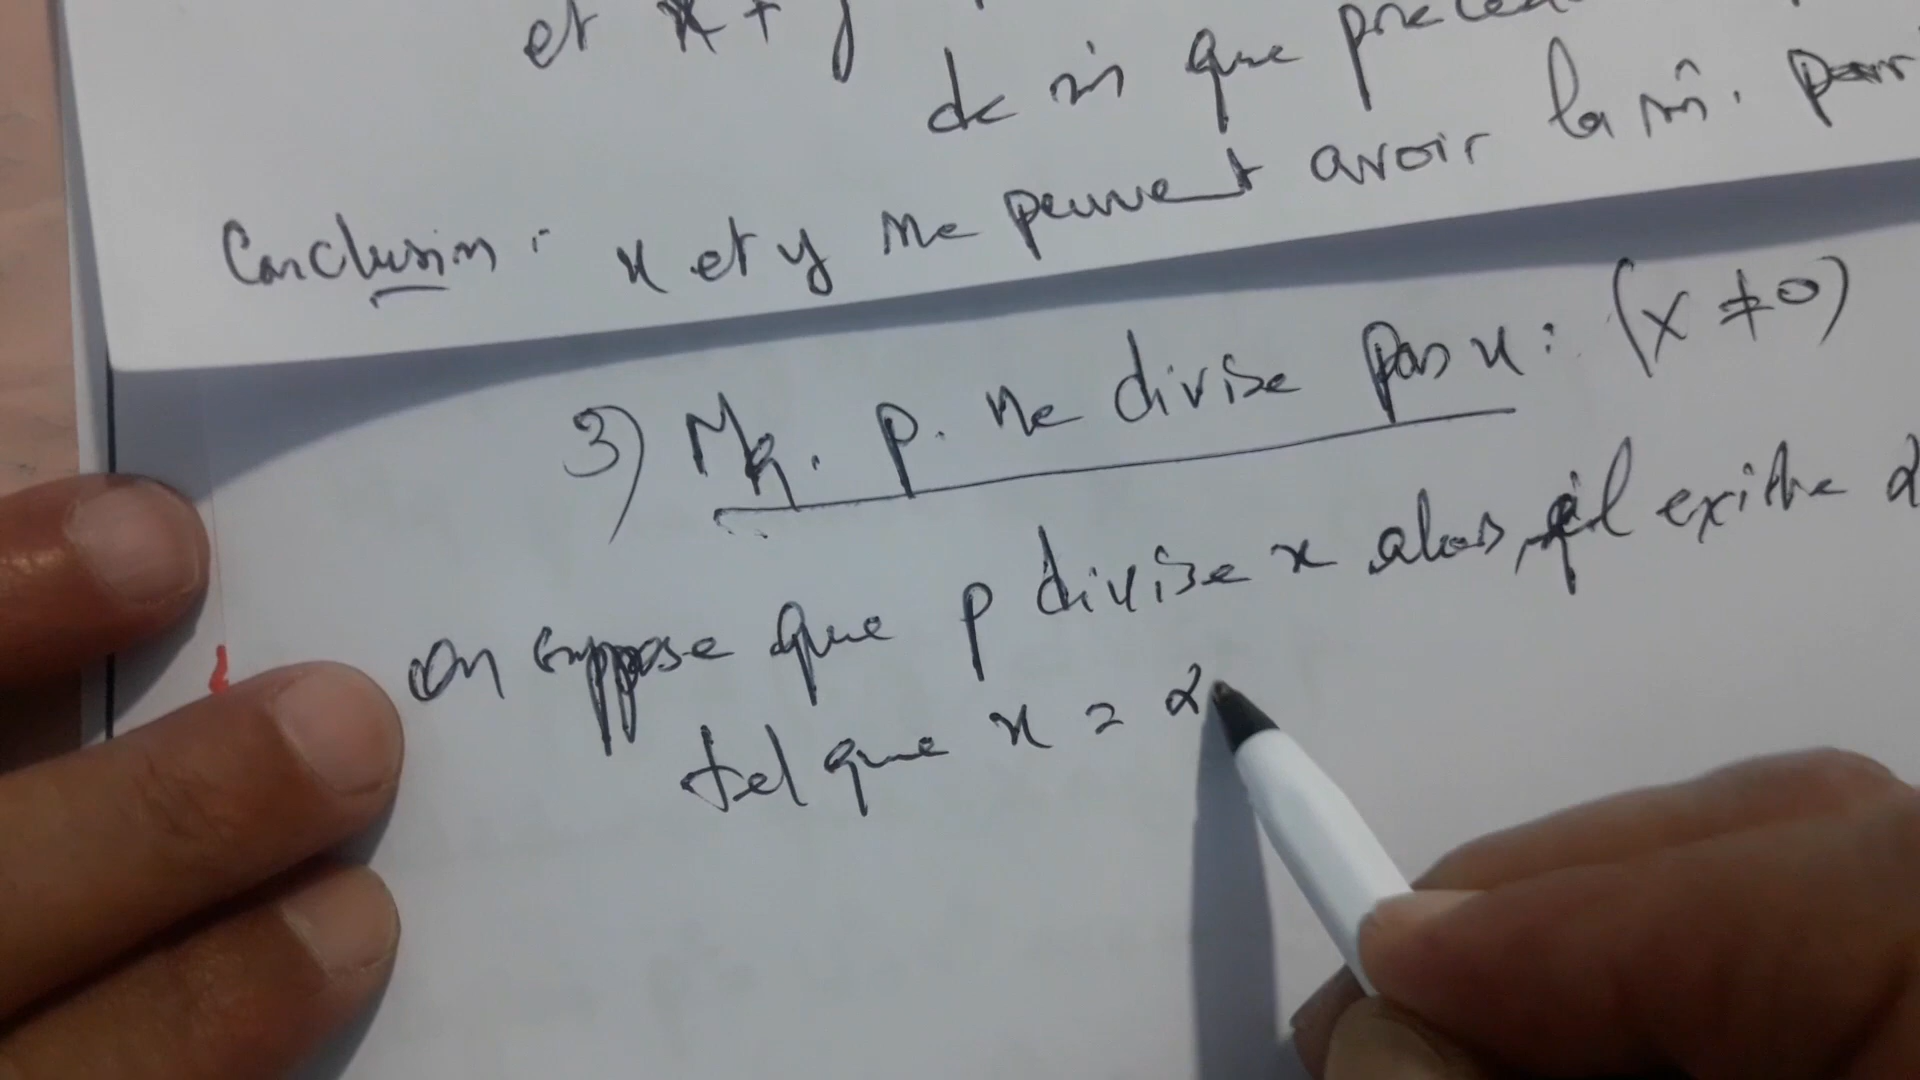 et x + y
de m̂ que précéd
Conclusion : x et y ne peuvent avoir la m̂. par
3) Mq. p. ne divise pas x : (x ≠ 0)
on suppose que p divise x alors il existe α
tel que x = α